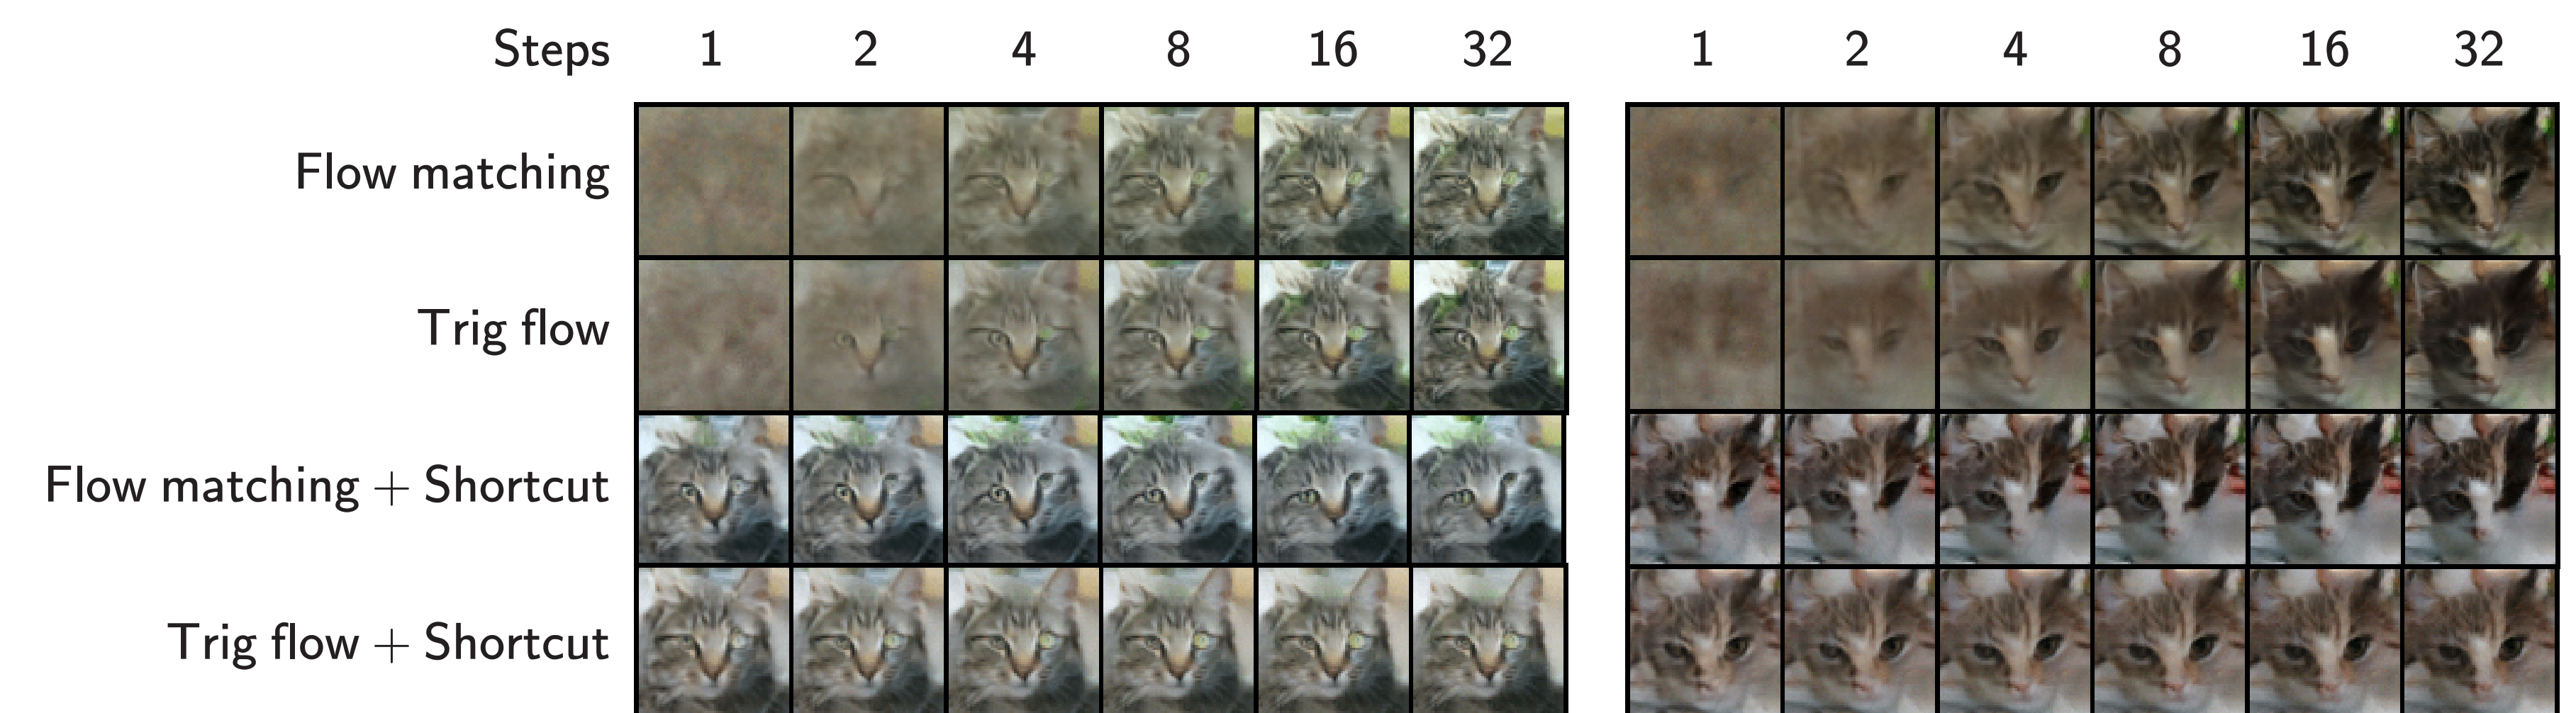 Steps 1 2 4 8 16 32 1 2 4 8 16 32
Flow matching
Trig flow
Flow matching + Shortcut
Trig flow + Shortcut